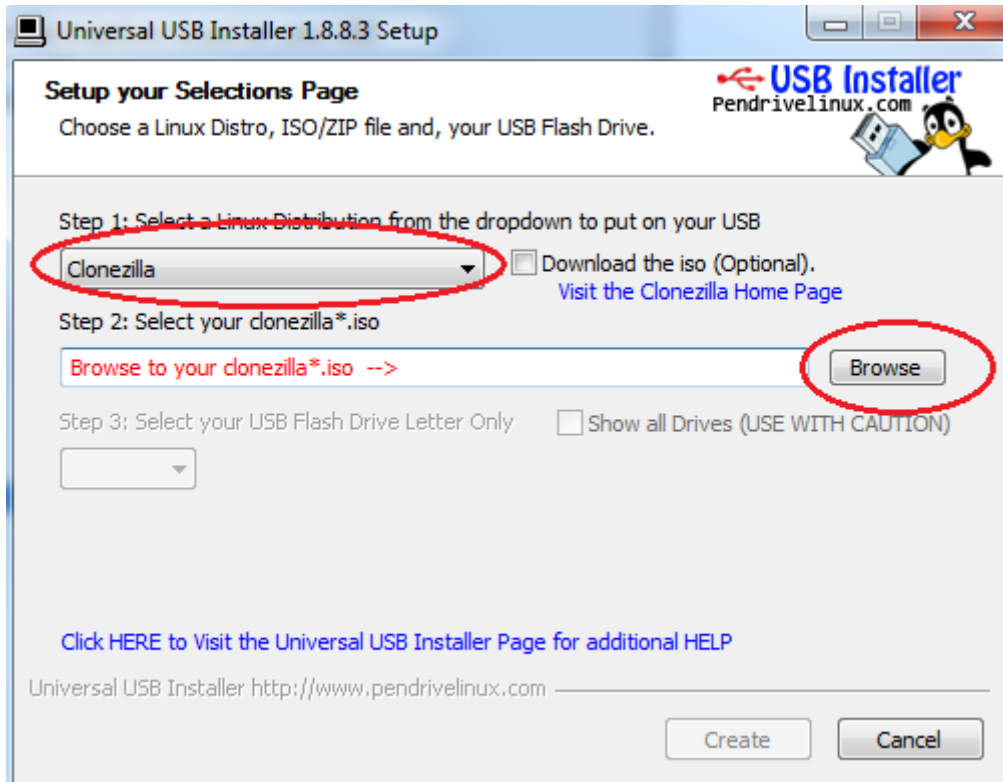 Universal USB Installer 1.8.8.3 Setup
Setup your Selections Page
Choose a Linux Distro, ISO/ZIP file and, your USB Flash Drive.
USB Installer
Pendrivelinux.com
Step 1: Select a Linux Distribution from the dropdown to put on your USB
Clonezilla
Download the iso (Optional).
Visit the Clonezilla Home Page
Step 2: Select your clonezilla*.iso
Browse to your clonezilla*.iso -->
Browse
Step 3: Select your USB Flash Drive Letter Only
Show all Drives (USE WITH CAUTION)
Click HERE to Visit the Universal USB Installer Page for additional HELP
Universal USB Installer http://www.pendrivelinux.com
Create
Cancel